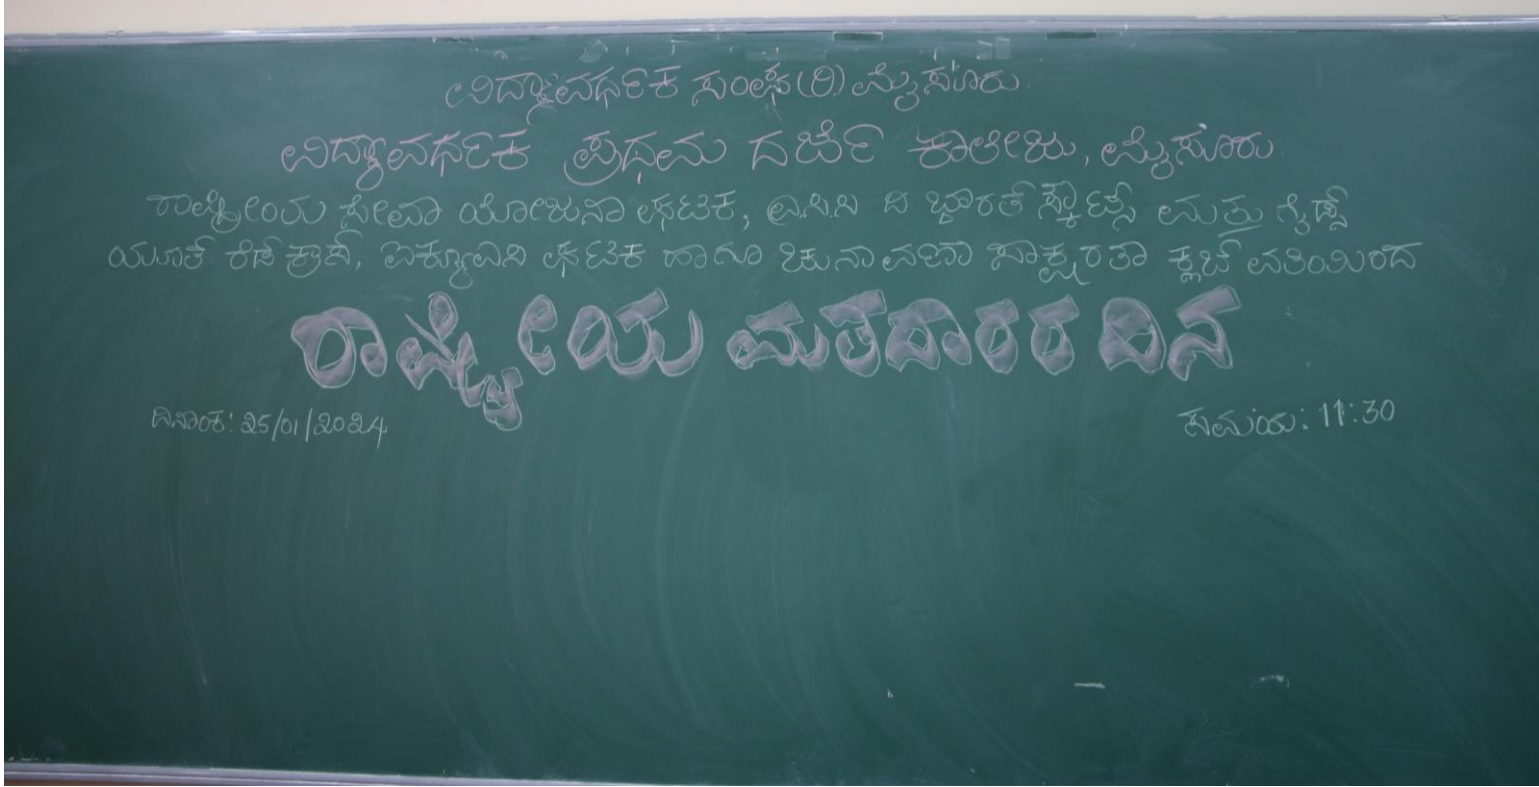 ವಿದ್ಯಾವರ್ಧಕ ಸಂಘ(ರಿ) ಮೈಸೂರು
ವಿದ್ಯಾವರ್ಧಕ ಪ್ರಥಮ ದರ್ಜೆ ಕಾಲೇಜು, ಮೈಸೂರು
ರಾಷ್ಟ್ರೀಯ ಸೇವಾ ಯೋಜನಾ ಘಟಕ, ಎ.ಸಿ.ಸಿ ದಿ ಭಾರತ್ ಸ್ಕೌಟ್ಸ್ ಮತ್ತು ಗೈಡ್ಸ್
ಯೂತ್ ರೆಡ್ ಕ್ರಾಸ್, ಐಕ್ಯೂಎಸಿ ಘಟಕ ಹಾಗೂ ಚುನಾವಣಾ ಸಾಕ್ಷರತಾ ಕ್ಲಬ್ ವತಿಯಿಂದ
ರಾಷ್ಟ್ರೀಯ ಮತದಾರರ ದಿನ
ದಿನಾಂಕ: 25/01/2024 ಸಮಯ: 11:30